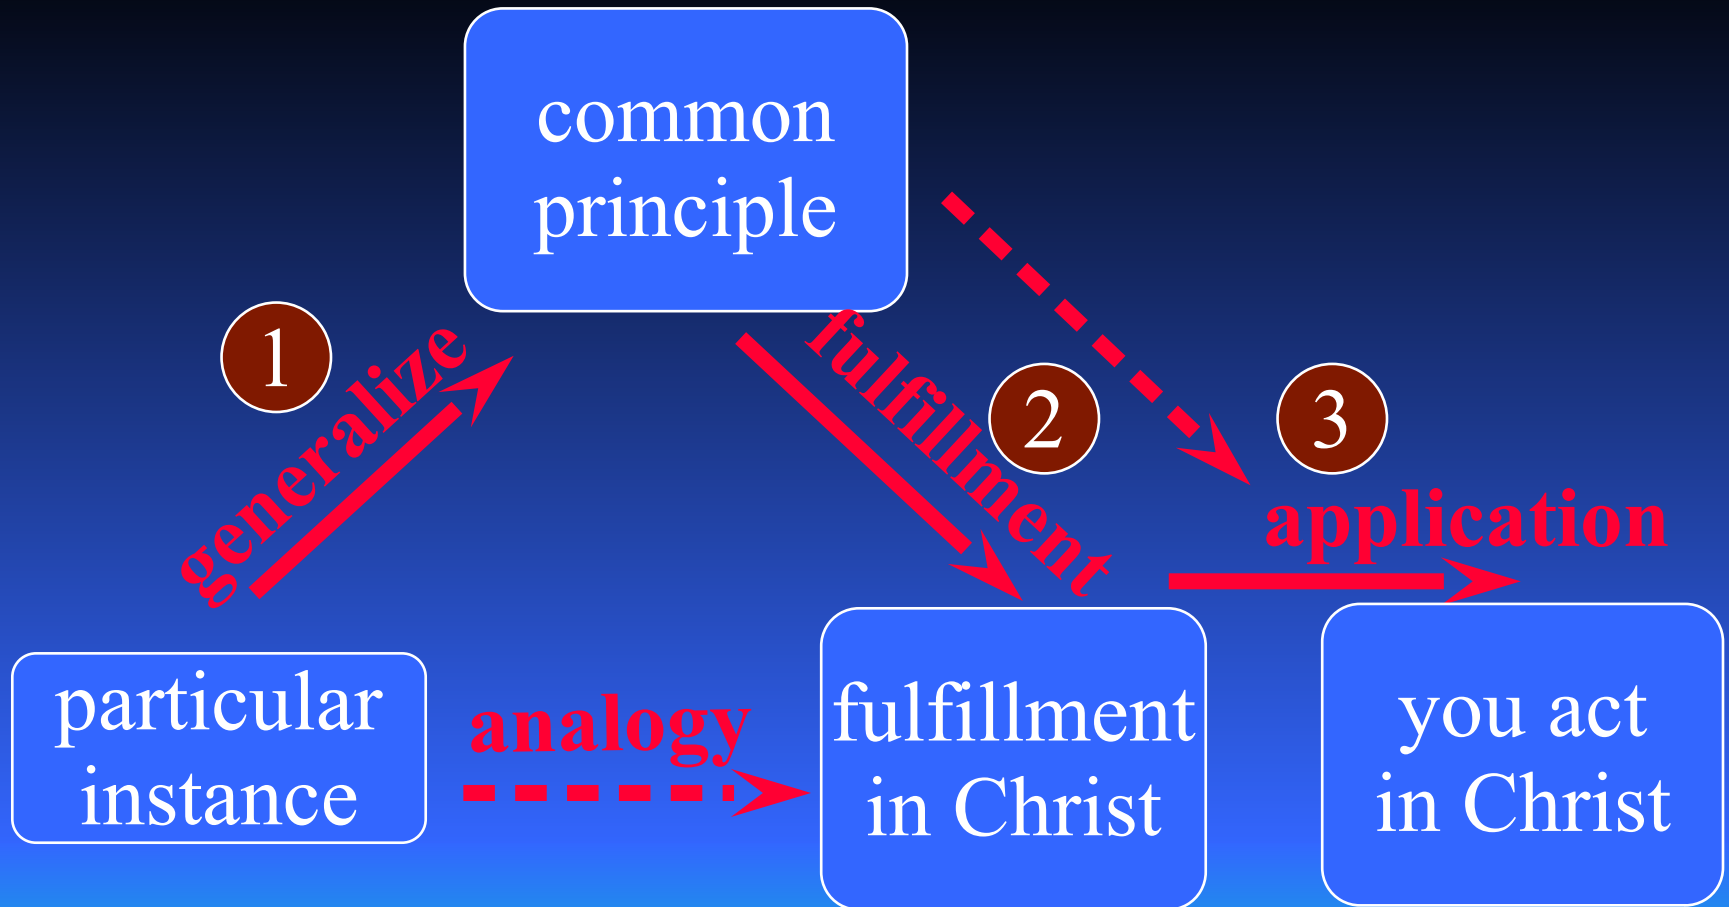 common
principle
1
generalize
fulfillment
2
3
application
particular
instance
analogy
fulfillment
in Christ
you act
in Christ